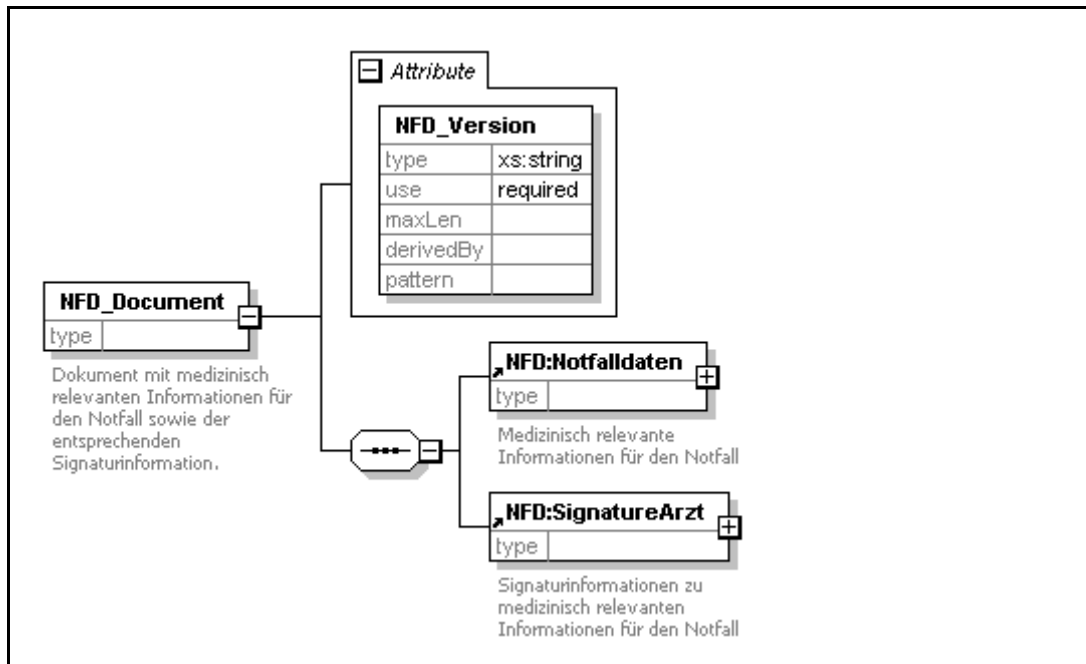 Attribute
NFD_Version
type xs:string
use required
maxLen
derivedBy
pattern
NFD_Document
type
Dokument mit medizinisch
relevanten Informationen für
den Notfall sowie der
entsprechenden
Signaturinformation.
NFD:Notfalldaten
type
Medizinisch relevante
Informationen für den Notfall
NFD:SignatureArzt
type
Signaturinformationen zu
medizinisch relevanten
Informationen für den Notfall